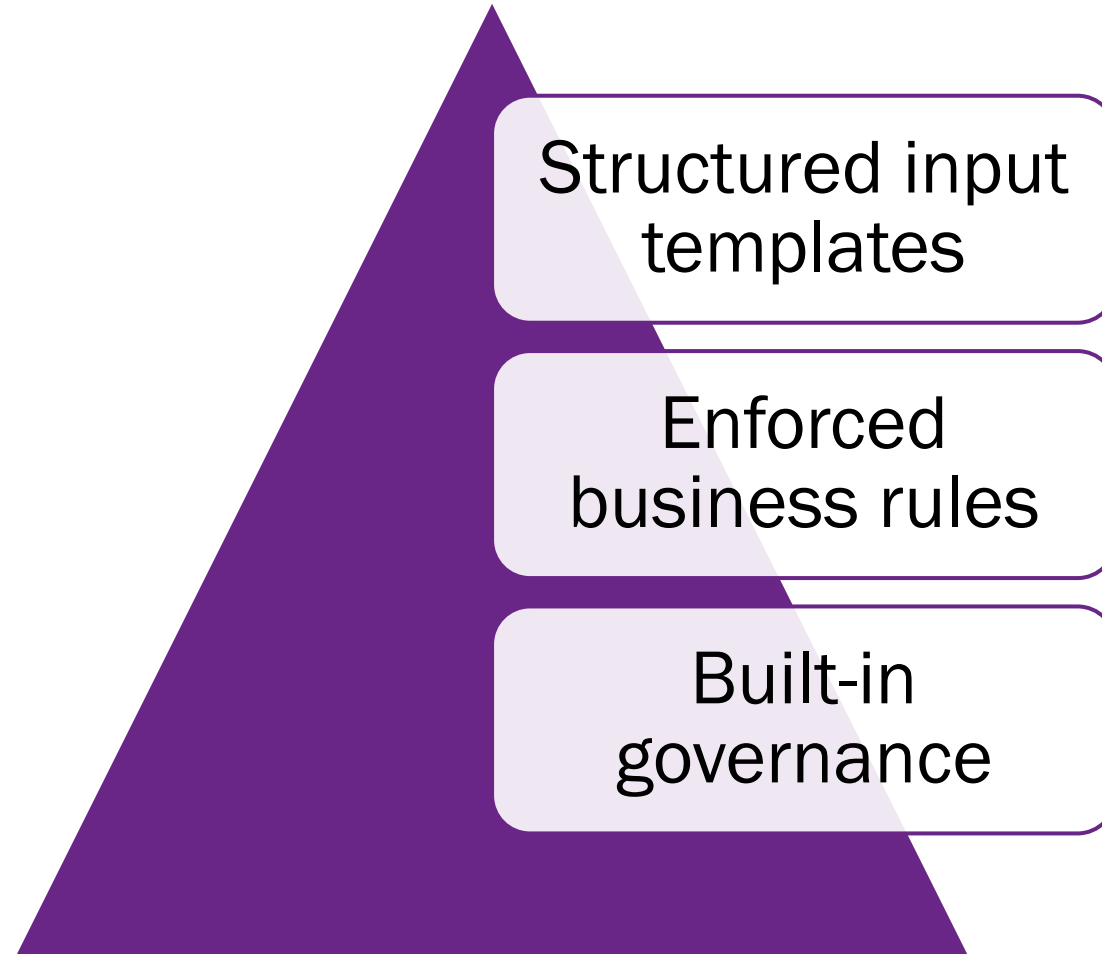 Structured input
templates
Enforced
business rules
Built-in
governance